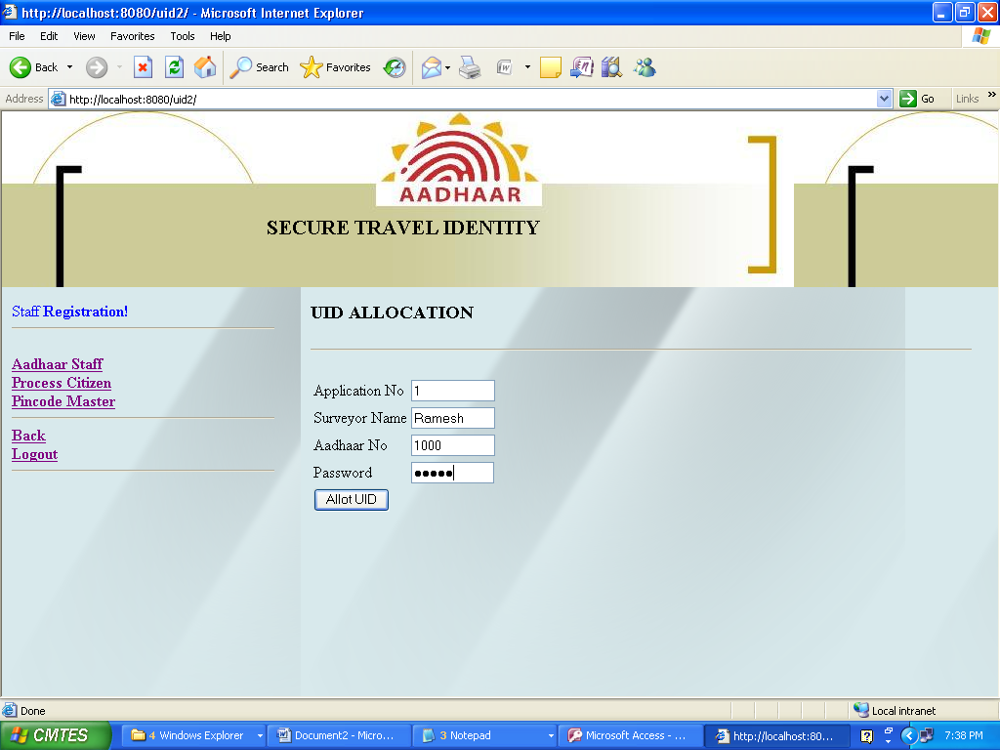 http://localhost:8080/uid2/ - Microsoft Internet Explorer
File Edit View Favorites Tools Help
Back Search Favorites
Address http://localhost:8080/uid2/ Go Links »
AADHAAR
SECURE TRAVEL IDENTITY
Staff Registration!
Aadhaar Staff
Process Citizen
Pincode Master
Back
Logout
UID ALLOCATION
Application No 1
Surveyor Name Ramesh
Aadhaar No 1000
Password •••••
Allot UID
Done Local intranet
CMTES 4 Windows Explorer Document2 - Micro... 3 Notepad Microsoft Access - ... http://localhost:80... 7:38 PM